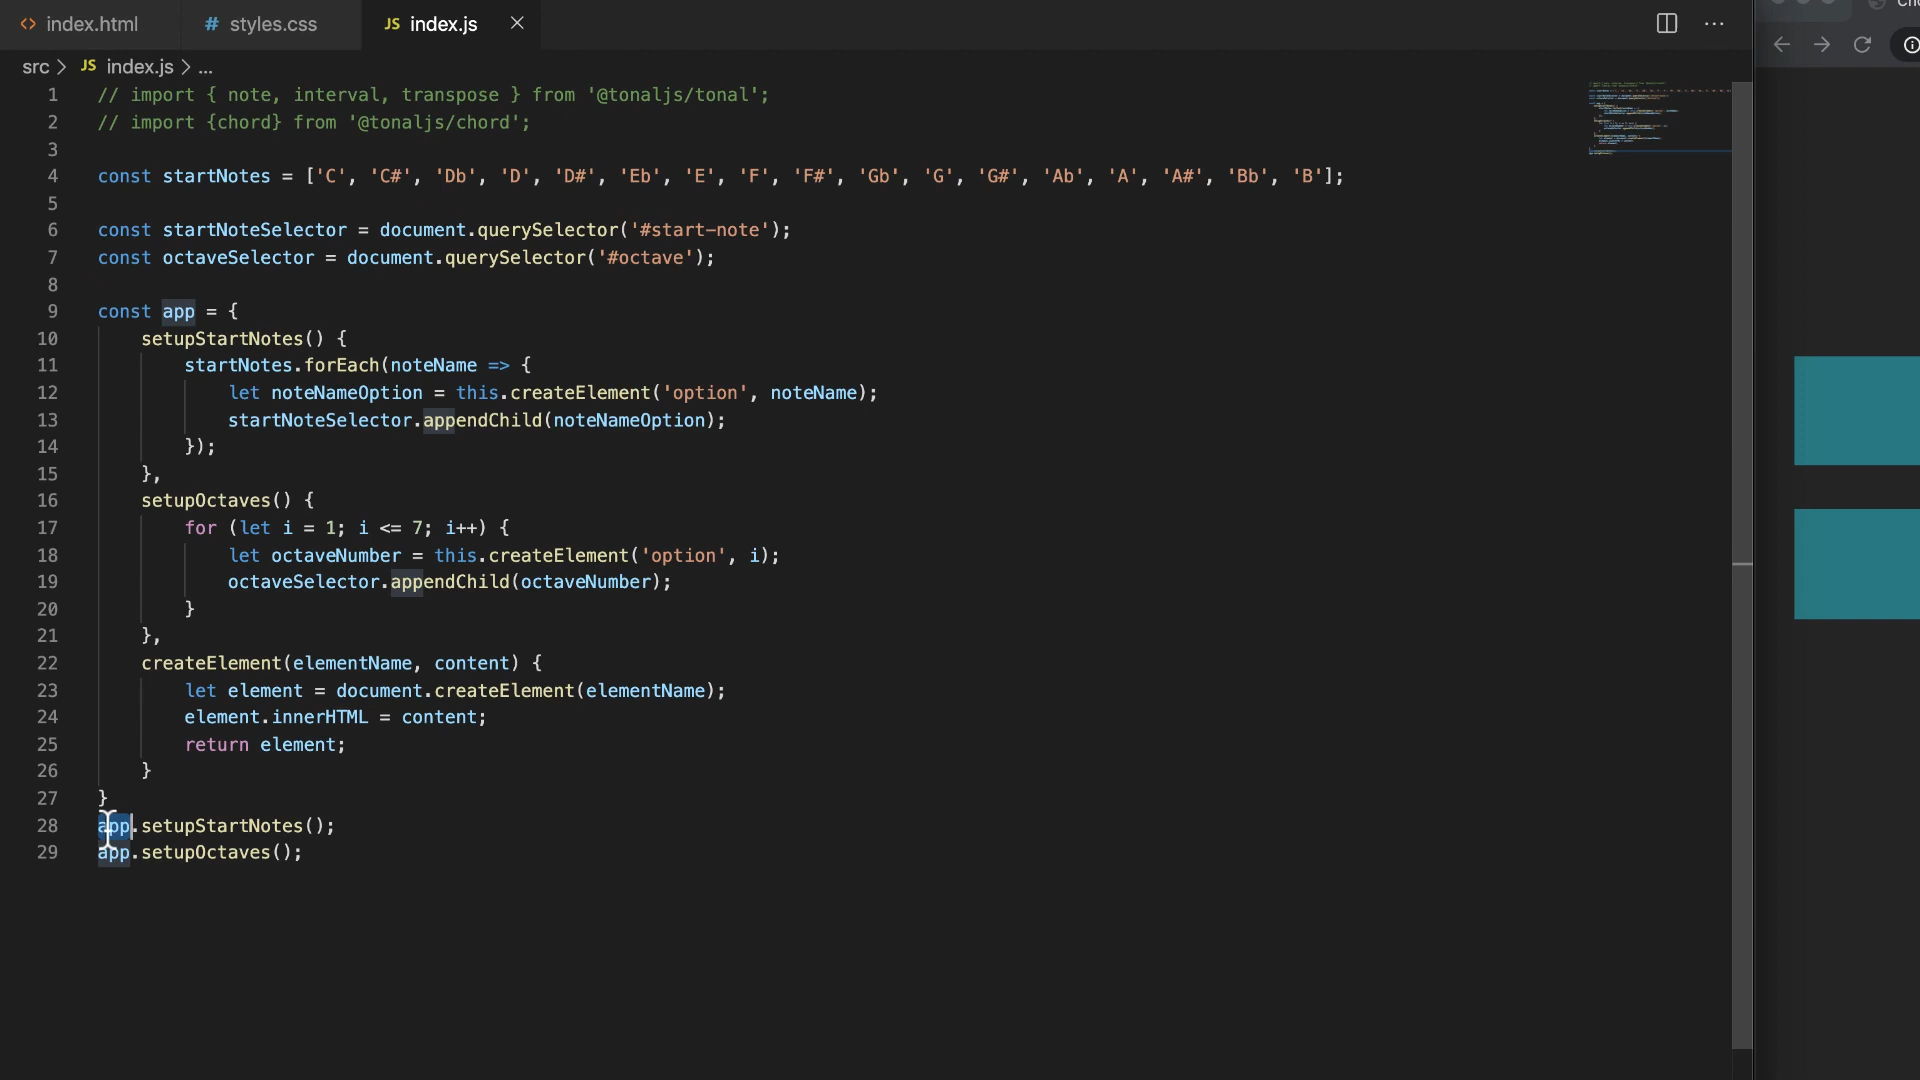 <> index.html # styles.css JS index.js ×
src > JS index.js > ...
1 // import { note, interval, transpose } from '@tonaljs/tonal';
2 // import {chord} from '@tonaljs/chord';
3
4 const startNotes = ['C', 'C#', 'Db', 'D', 'D#', 'Eb', 'E', 'F', 'F#', 'Gb', 'G', 'G#', 'Ab', 'A', 'A#', 'Bb', 'B'];
5
6 const startNoteSelector = document.querySelector('#start-note');
7 const octaveSelector = document.querySelector('#octave');
8
9 const app = {
10 setupStartNotes() {
11 startNotes.forEach(noteName => {
12 let noteNameOption = this.createElement('option', noteName);
13 startNoteSelector.appendChild(noteNameOption);
14 });
15 },
16 setupOctaves() {
17 for (let i = 1; i <= 7; i++) {
18 let octaveNumber = this.createElement('option', i);
19 octaveSelector.appendChild(octaveNumber);
20 }
21 },
22 createElement(elementName, content) {
23 let element = document.createElement(elementName);
24 element.innerHTML = content;
25 return element;
26 }
27 }
28 app.setupStartNotes();
29 app.setupOctaves();